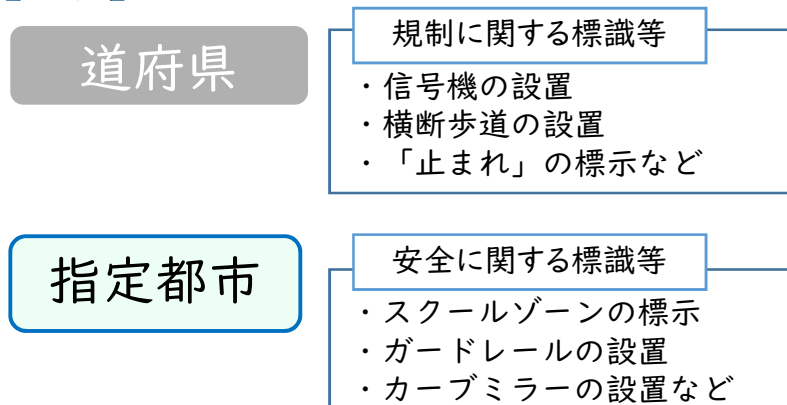 道府県
規制に関する標識等
・信号機の設置
・横断歩道の設置
・「止まれ」の標示など
指定都市
安全に関する標識等
・スクールゾーンの標示
・ガードレールの設置
・カーブミラーの設置など